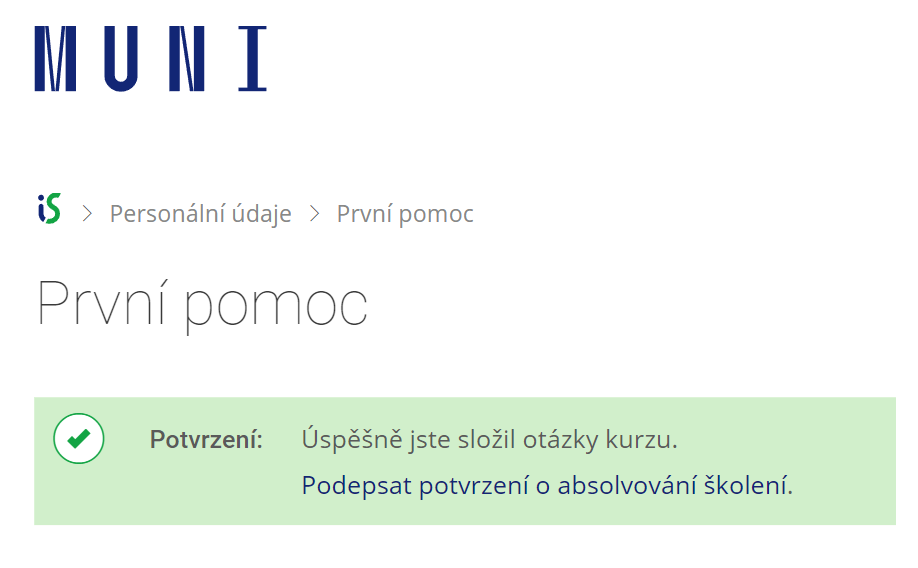 MUNI
iS > Personální údaje > První pomoc
První pomoc
Potvrzení: Úspěšně jste složil otázky kurzu.
Podepsat potvrzení o absolvování školení.